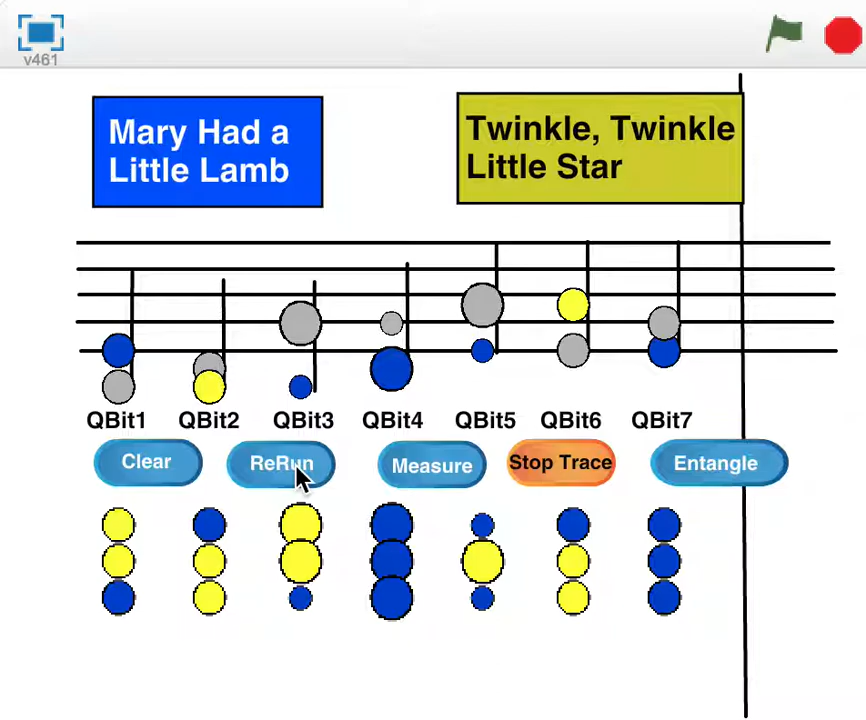 v461
Mary Had a
Little Lamb
Twinkle, Twinkle
Little Star
QBit1 QBit2 QBit3 QBit4 QBit5 QBit6 QBit7
Clear ReRun Measure Stop Trace Entangle